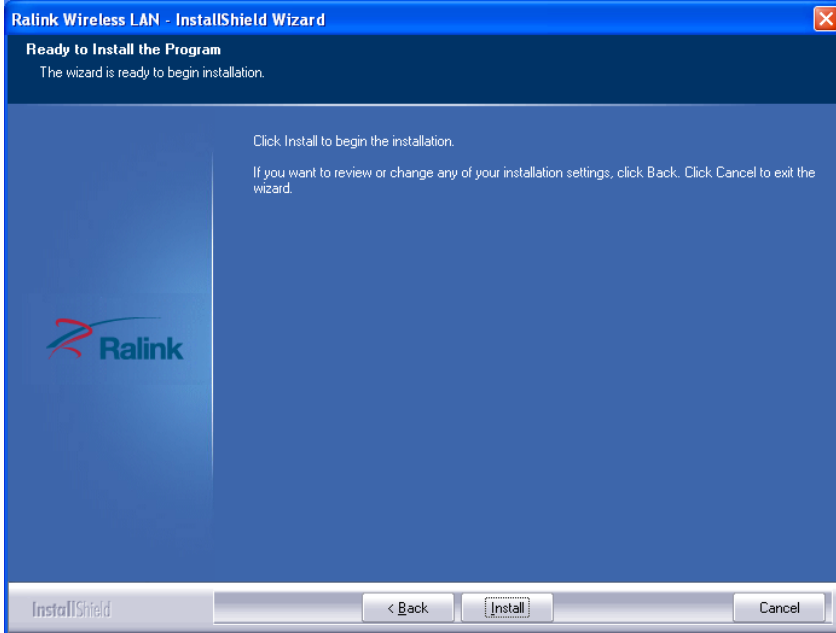 Ralink Wireless LAN - InstallShield Wizard
Ready to Install the Program
The wizard is ready to begin installation.
Click Install to begin the installation.
If you want to review or change any of your installation settings, click Back. Click Cancel to exit the
wizard.
Ralink
InstallShield
< Back
Install
Cancel